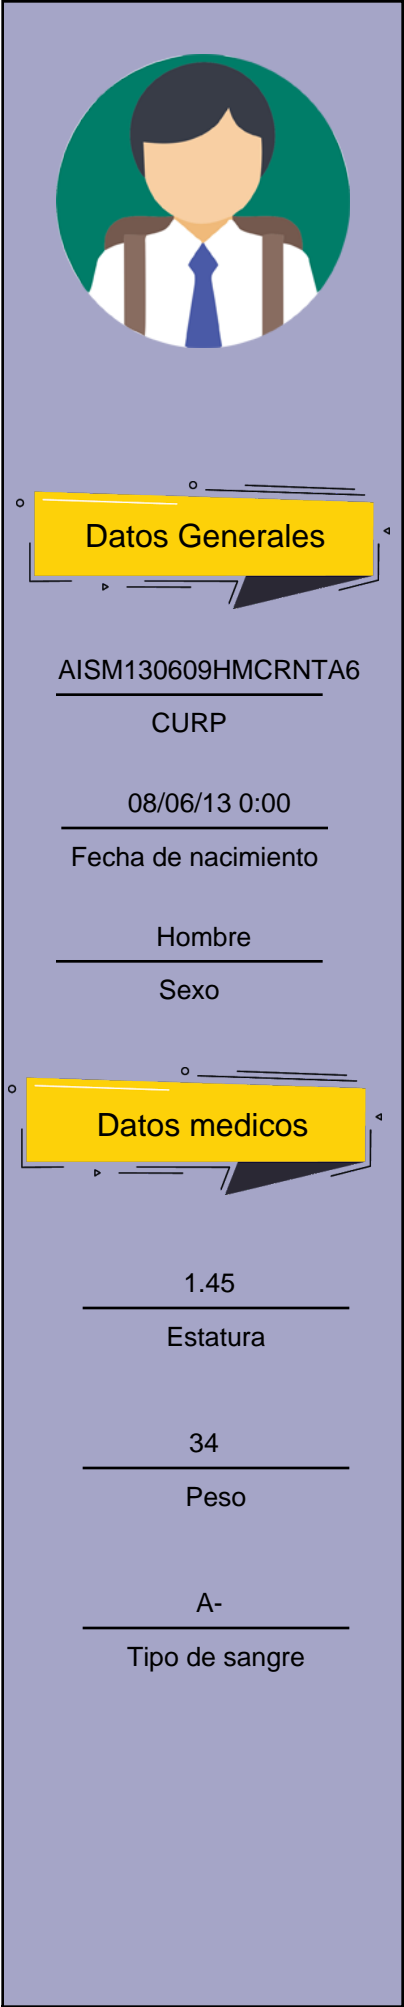 Datos Generales
AISM130609HMCRNTA6
CURP
08/06/13 0:00
Fecha de nacimiento
Hombre
Sexo
Datos medicos
1.45
Estatura
34
Peso
A-
Tipo de sangre